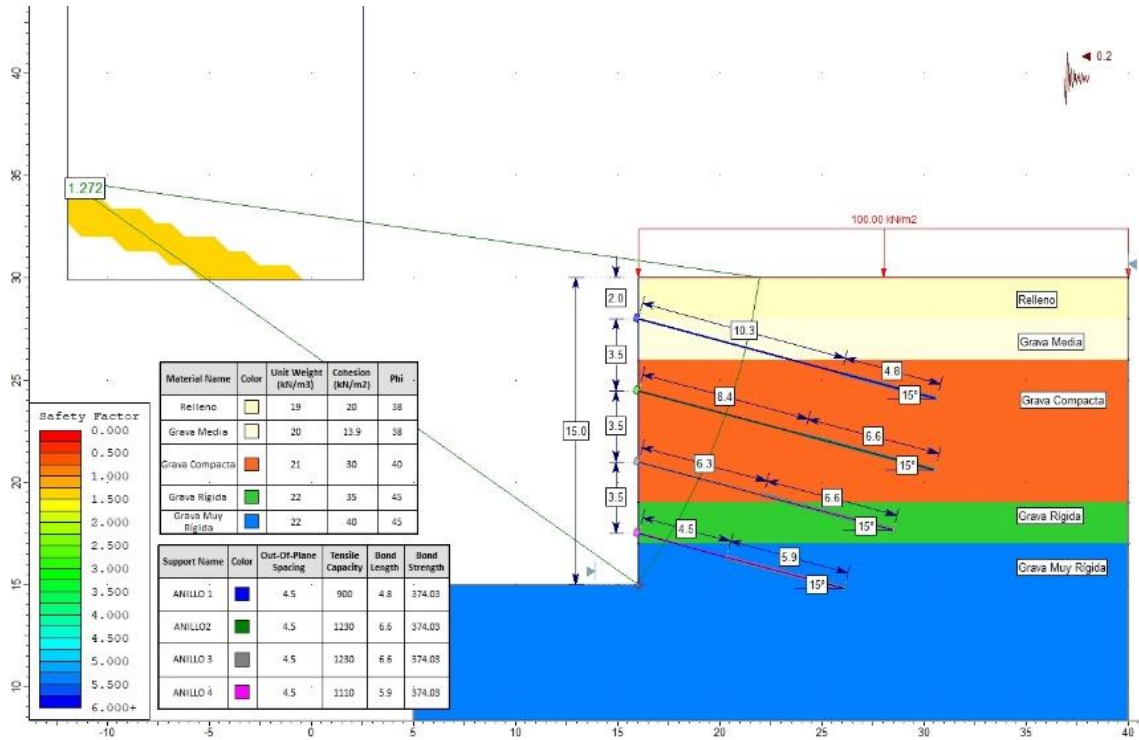 40
35
30
25
20
15
10
0.2
1.272
100.00 kN/m2
2.0
3.5
3.5
3.5
15.0
10.3
4.8
15°
8.4
6.6
15°
6.3
6.6
15°
4.5
5.9
15°
Relleno
Grava Media
Grava Compacta
Grava Rígida
Grava Muy Rígida
Material Name Color Unit Weight (kN/m3) Cohesion (kN/m2) Phi
Relleno 19 20 38
Grava Media 20 13.9 38
Grava Compacta 21 30 40
Grava Rígida 22 35 45
Grava Muy Rígida 22 40 45
Support Name Color Out-Of-Plane Spacing Tensile Capacity Bond Length Bond Strength
ANILLO 1 4.5 900 4.8 374.03
ANILLO2 4.5 1230 6.6 374.03
ANILLO 3 4.5 1230 6.6 374.03
ANILLO 4 4.5 1110 5.9 374.03
Safety Factor
0.000
0.500
1.000
1.500
2.000
2.500
3.000
3.500
4.000
4.500
5.000
5.500
6.000+
-10 -5 0 5 10 15 20 25 30 35 40